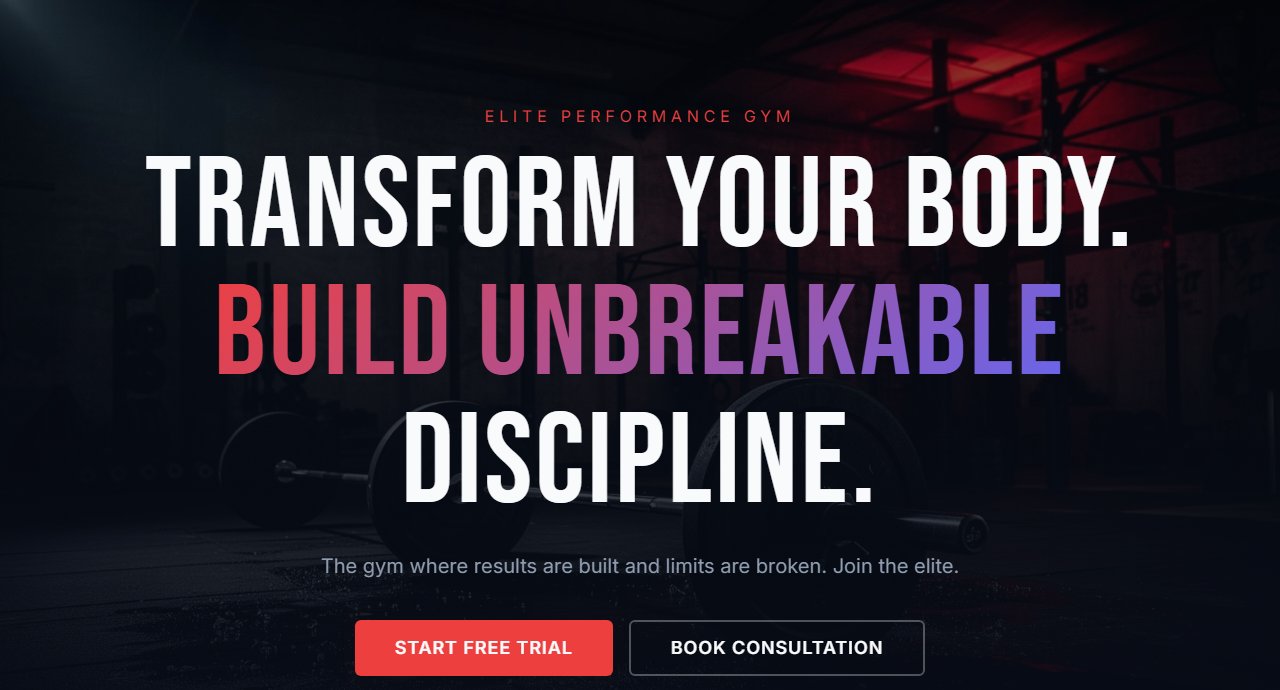 ELITE PERFORMANCE GYM
TRANSFORM YOUR BODY.
BUILD UNBREAKABLE
DISCIPLINE.
The gym where results are built and limits are broken. Join the elite.
START FREE TRIAL
BOOK CONSULTATION